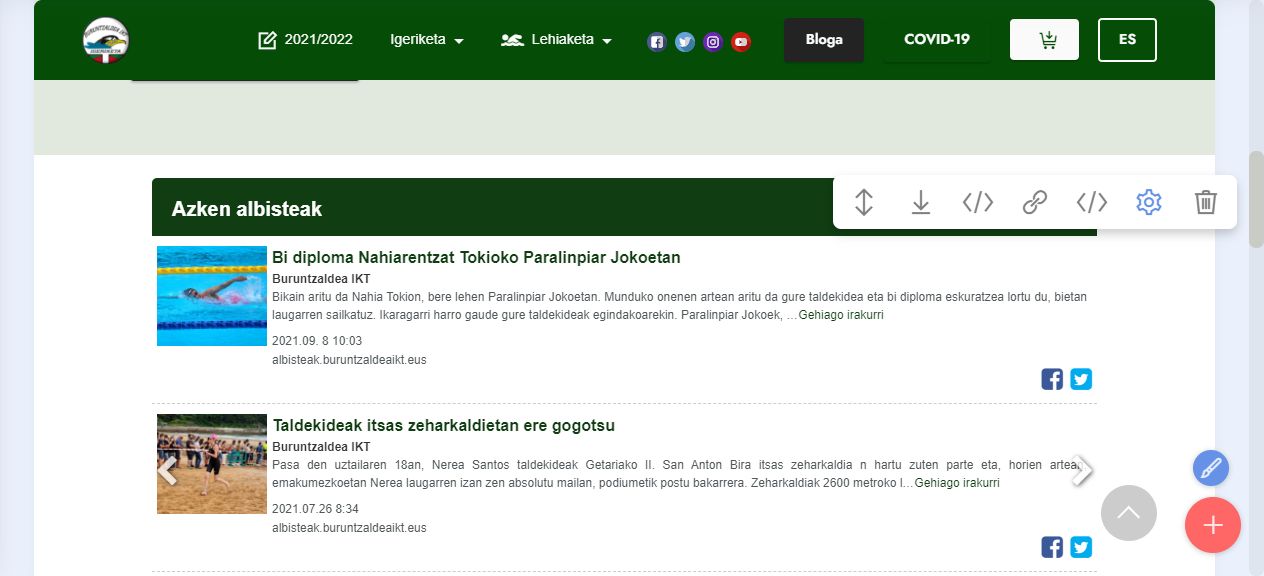 BURUNTZALDEA IKT
IGERIKETA
2021/2022 Igeriketa Lehiaketa Bloga COVID-19 ES
Azken albisteak
Bi diploma Nahiarentzat Tokioko Paralinpiar Jokoetan
Buruntzaldea IKT
Bikain aritu da Nahia Tokion, bere lehen Paralinpiar Jokoetan. Munduko onenen artean aritu da gure taldekidea eta bi diploma eskuratzea lortu du, bietan
laugarren sailkatuz. Ikaragarri harro gaude gure taldekideak egindakoarekin. Paralinpiar Jokoek, ...Gehiago irakurri
2021.09. 8 10:03
albisteak.buruntzaldeaikt.eus
Taldekideak itsas zeharkaldietan ere gogotsu
Buruntzaldea IKT
Pasa den uztailaren 18an, Nerea Santos taldekideak Getariako II. San Anton Bira itsas zeharkaldia n hartu zuten parte eta, horien artean,
emakumezkoetan Nerea laugarren izan zen absolutu mailan, podiumetik postu bakarrera. Zeharkaldiak 2600 metroko l...Gehiago irakurri
2021.07.26 8:34
albisteak.buruntzaldeaikt.eus